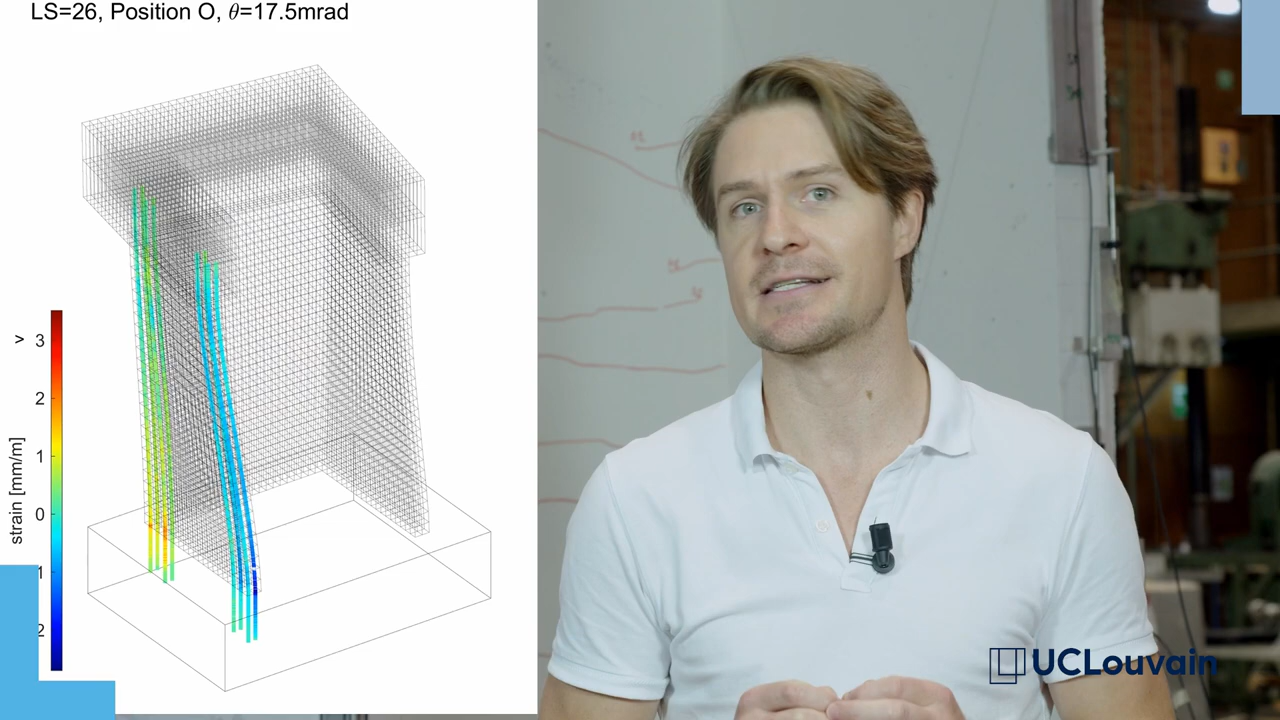 LS=26, Position O, θ=17.5mrad
>
3
2
1
0
1
2
strain [mm/m]
UCLouvain